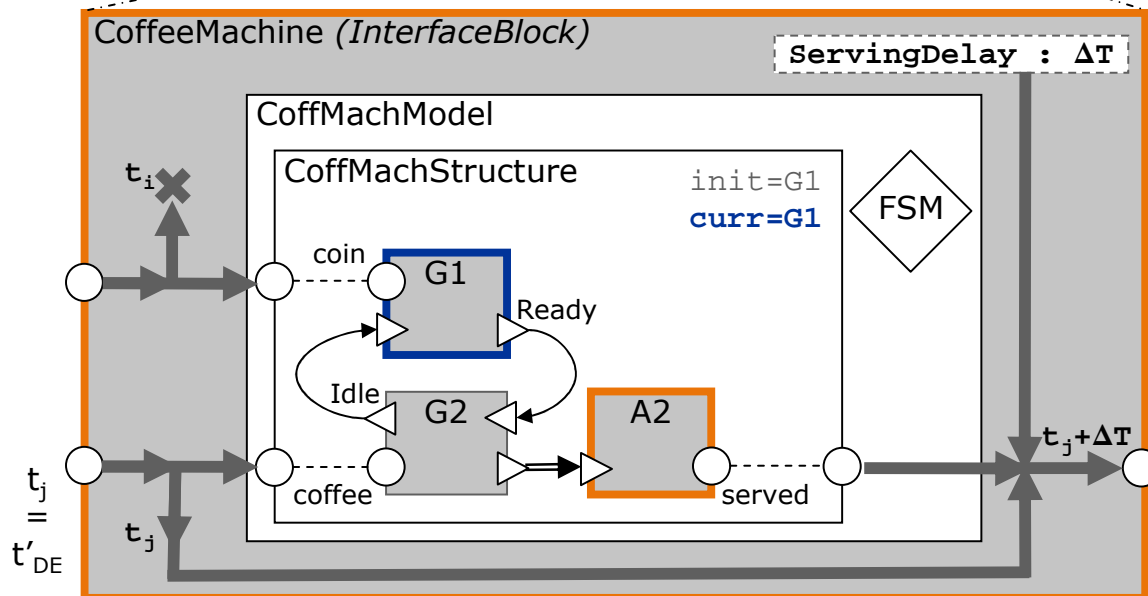 CoffeeMachine (InterfaceBlock)
ServingDelay : ΔT
CoffMachModel
CoffMachStructure
init=G1
curr=G1
FSM
tᵢ
coin
G1
Ready
Idle
G2
A2
coffee
served
tⱼ+ΔT
tⱼ
=
t’DE
tⱼ